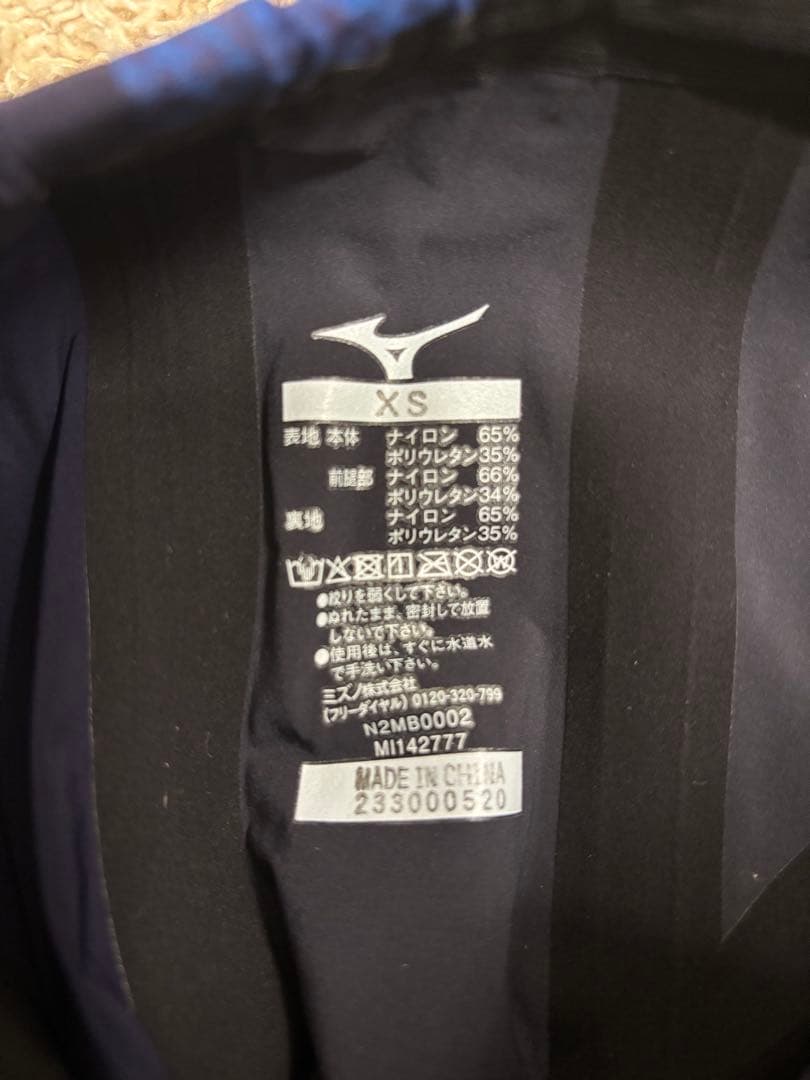 XS
表地 本体 ナイロン 65%
ポリウレタン35%
前腿部 ナイロン 66%
ポリウレタン34%
裏地 ナイロン 65%
ポリウレタン35%
●絞りを弱くして下さい。
●ぬれたまま、密封して放置
しないで下さい。
●使用後は、すぐに水道水
で手洗い下さい。
ミズノ株式会社
(フリーダイヤル) 0120-320-799
N2MB0002
MI142777
MADE IN CHINA
233000520